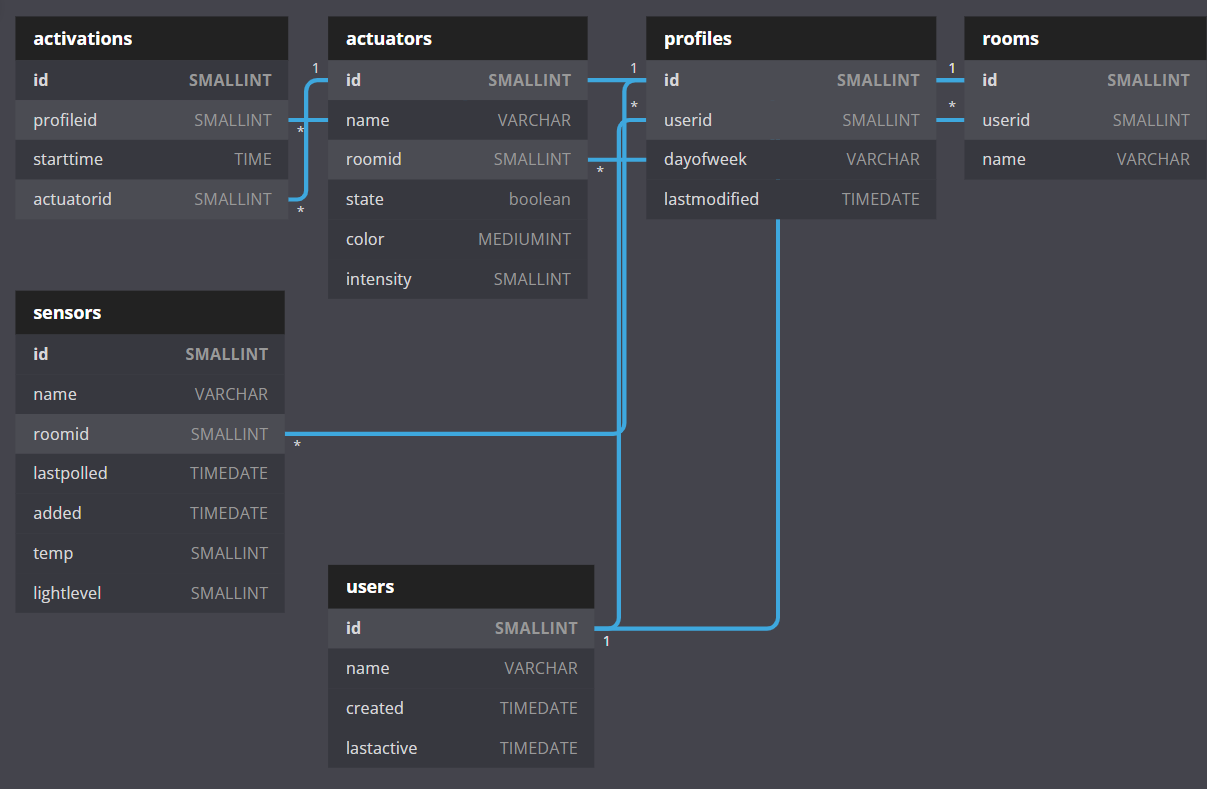 activations
id SMALLINT
profileid SMALLINT
starttime TIME
actuatorid SMALLINT
*
*
1
actuators
id SMALLINT
name VARCHAR
roomid SMALLINT
state boolean
color MEDIUMINT
intensity SMALLINT
*
1
*
profiles
id SMALLINT
userid SMALLINT
dayofweek VARCHAR
lastmodified TIMEDATE
1
*
rooms
id SMALLINT
userid SMALLINT
name VARCHAR
sensors
id SMALLINT
name VARCHAR
roomid SMALLINT
lastpolled TIMEDATE
added TIMEDATE
temp SMALLINT
lightlevel SMALLINT
*
users
id SMALLINT
name VARCHAR
created TIMEDATE
lastactive TIMEDATE
1